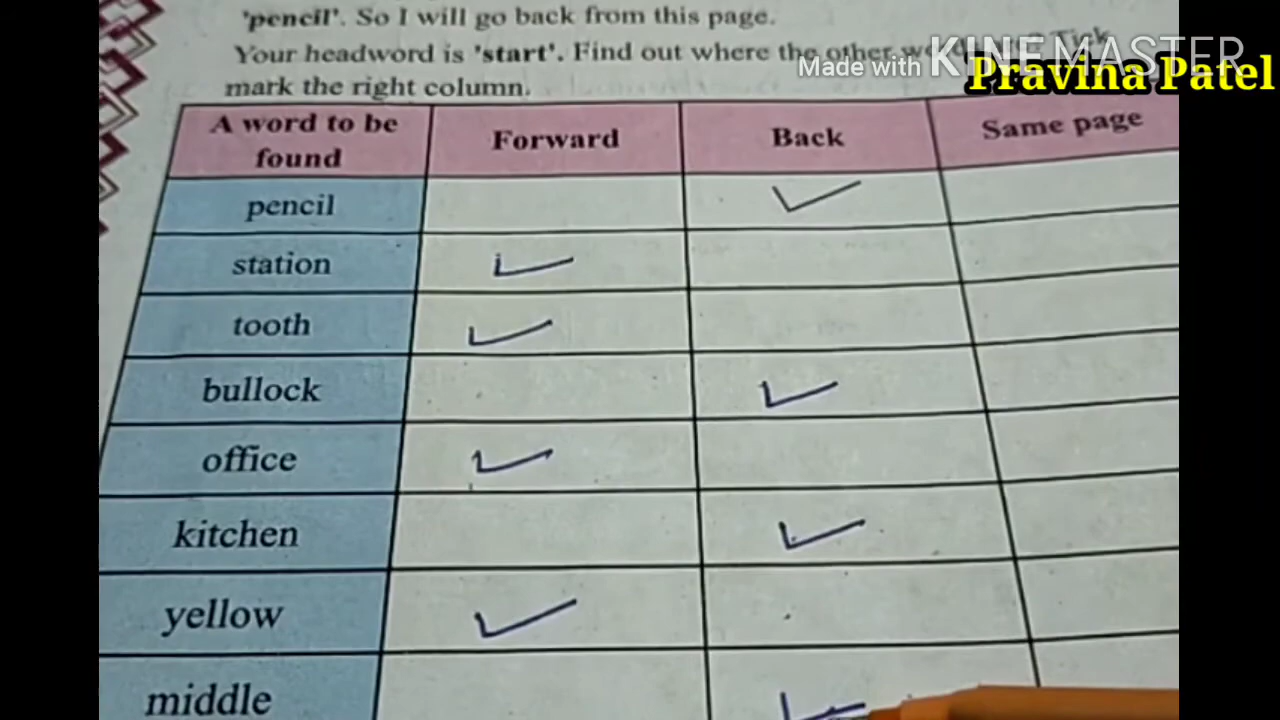 'pencil'. So I will go back from this page.
Your headword is 'start'. Find out where the other Tick
mark the right column.
Made with KINEMASTER
Pravina Patel
A word to be found Forward Back Same page
pencil
station
tooth
bullock
office
kitchen
yellow
middle